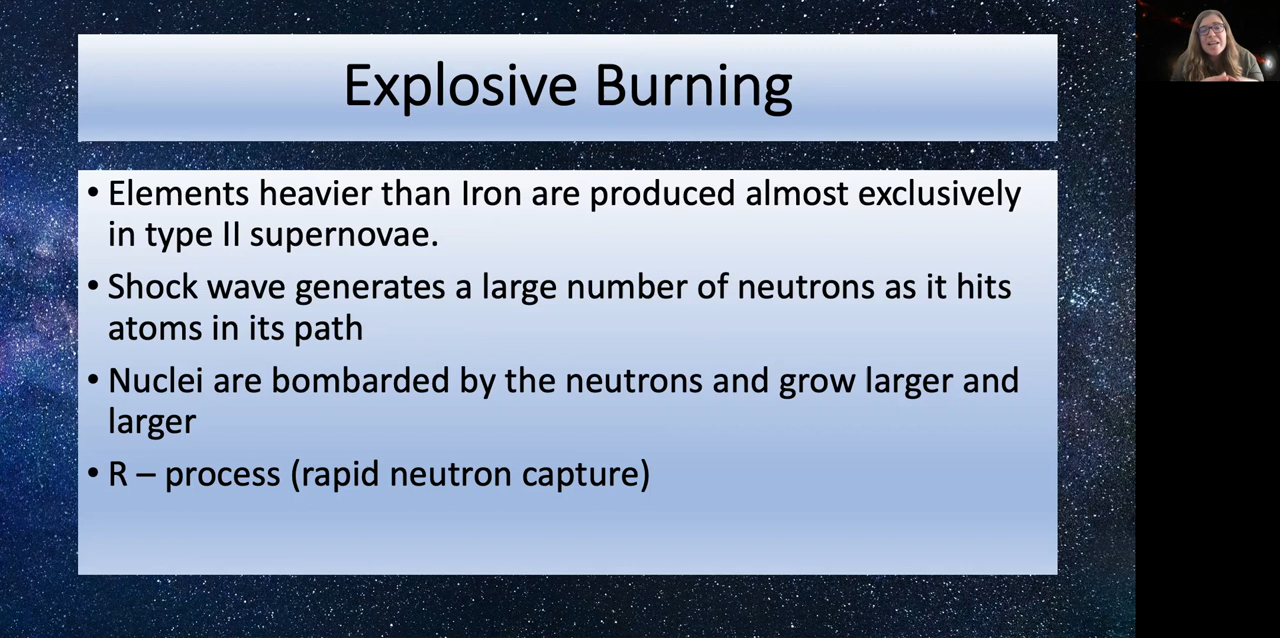 Explosive Burning
• Elements heavier than Iron are produced almost exclusively
in type II supernovae.
• Shock wave generates a large number of neutrons as it hits
atoms in its path
• Nuclei are bombarded by the neutrons and grow larger and
larger
• R – process (rapid neutron capture)